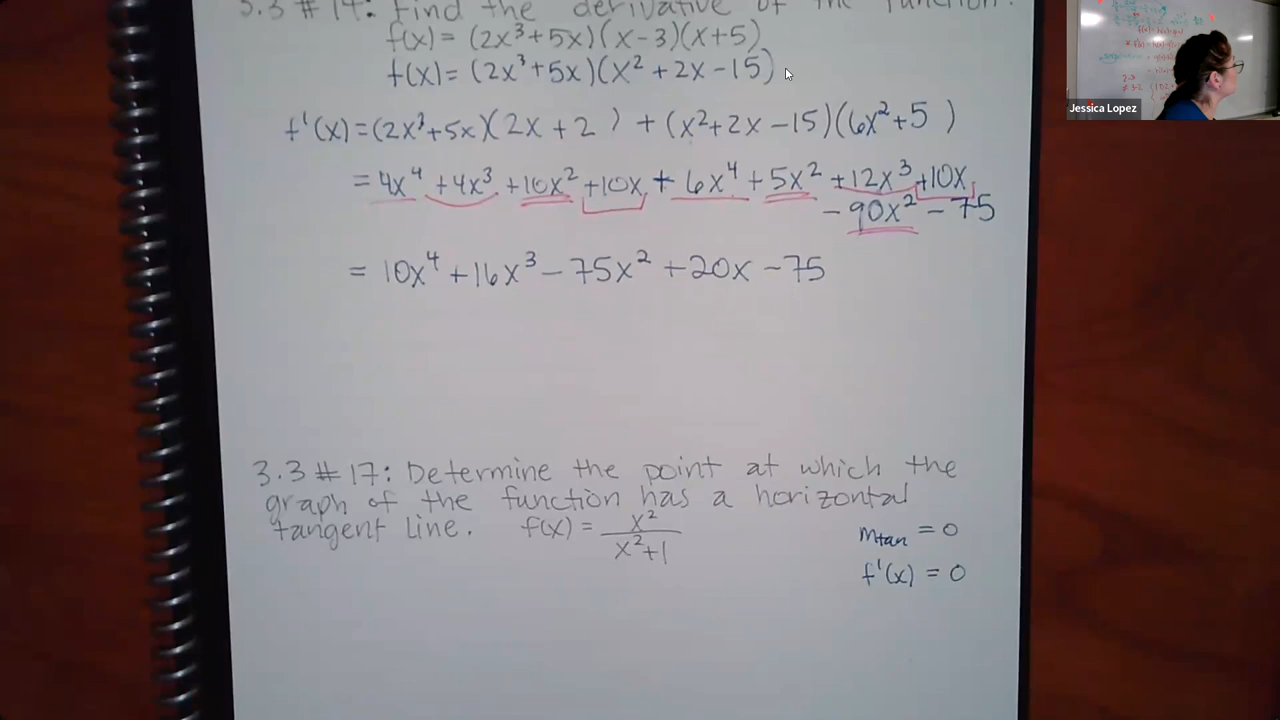 3.3 #14: Find the derivative of the function.
f(x) = (2x³+5x)(x-3)(x+5)
f(x) = (2x³+5x)(x²+2x-15)
f'(x) = (2x³+5x)(2x+2) + (x²+2x-15)(6x²+5)
= 4x⁴ + 4x³ + 10x² + 10x + 6x⁴ + 5x² + 12x³ + 10x
- 90x² - 75
= 10x⁴ + 16x³ - 75x² + 20x - 75
3.3 #17: Determine the point at which the
graph of the function has a horizontal
tangent line. f(x) = x²/(x²+1)
mtan = 0
f'(x) = 0
Jessica Lopez